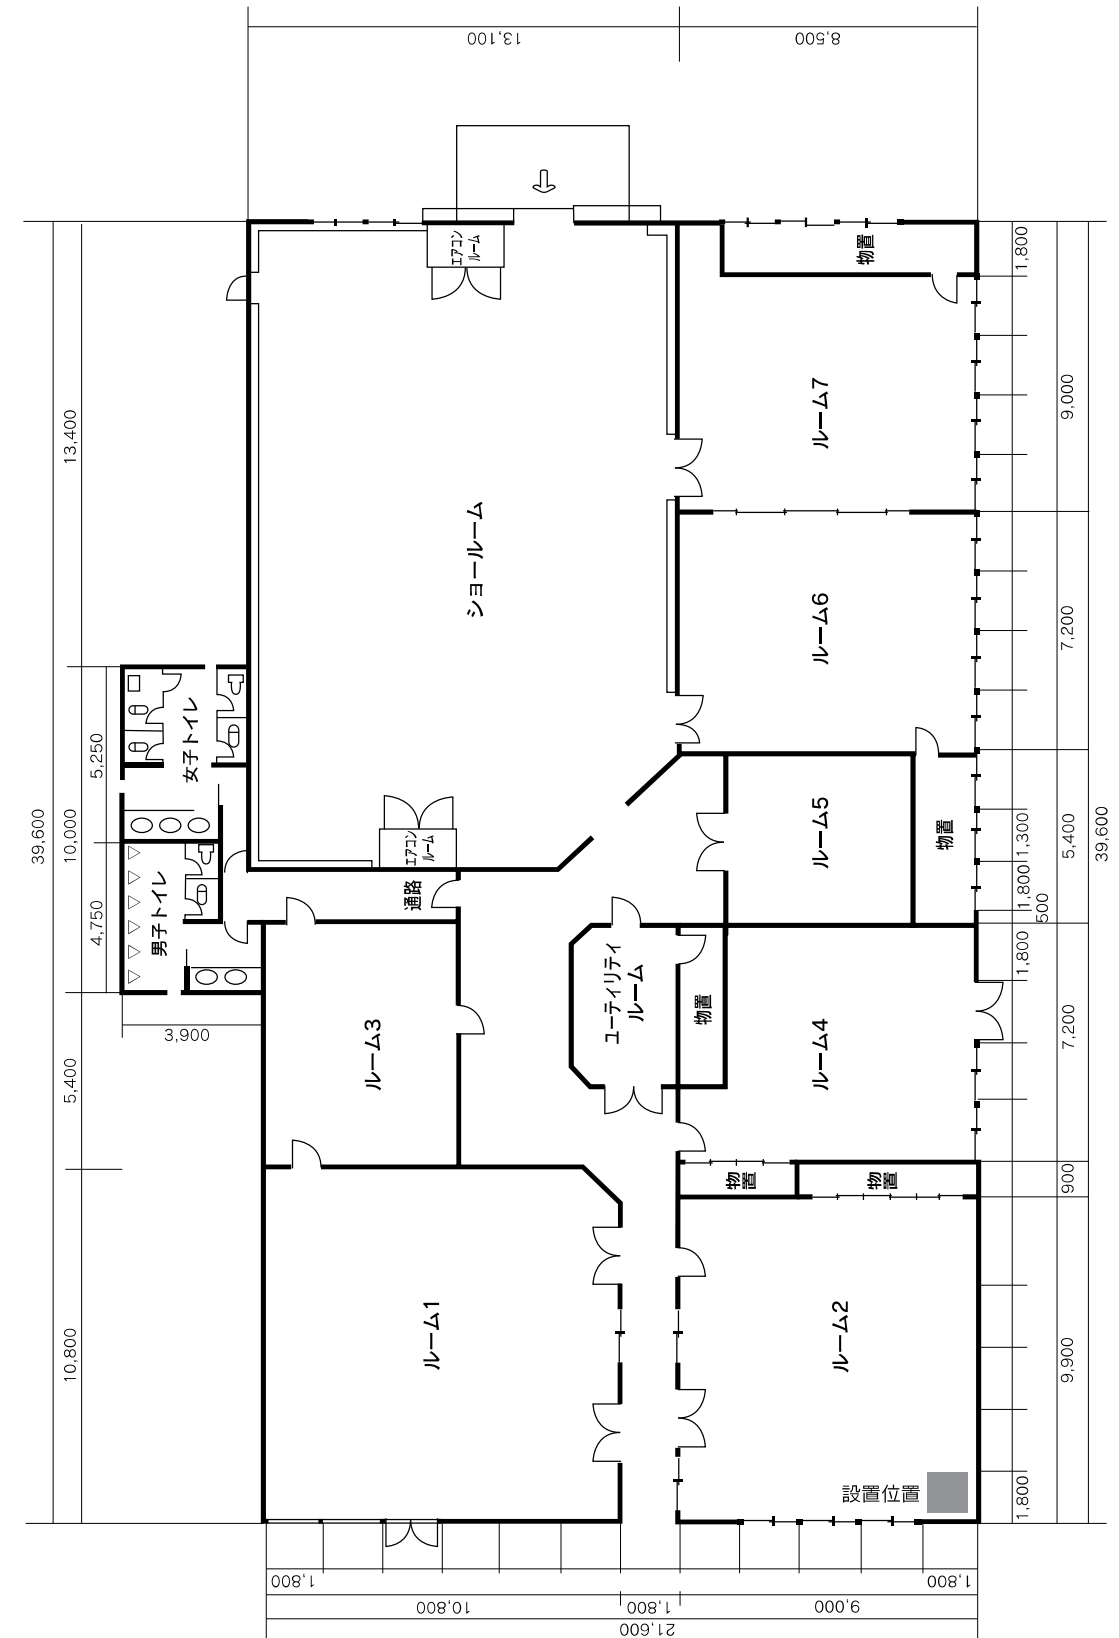 13,100
8,500
エアコン
ルーム
物置
1,800
13,400
ルーム7
9,000
ショールーム
ルーム6
7,200
女子トイレ
5,250
39,600
10,000
エアコン
ルーム
ルーム5
物置
1,300
5,400
39,600
男子トイレ
4,750
通路
1,800
500
3,900
ユーティリティ
ルーム
物置
1,800
ルーム3
ルーム4
7,200
5,400
物置
物置
900
ルーム1
ルーム2
10,800
9,900
設置位置
1,800
1,800
1,800
10,800
1,800
9,000
21,600